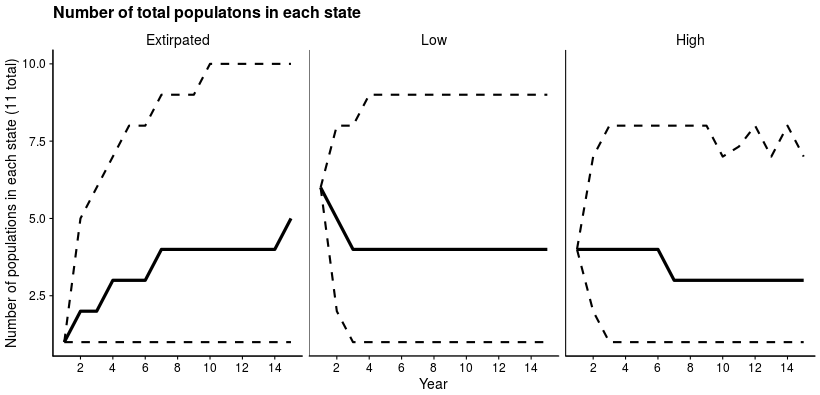 Number of total populatons in each state
Extirpated
Low
High
Number of populations in each state (11 total)
10.0
7.5
5.0
2.5
2 4 6 8 10 12 14
2 4 6 8 10 12 14
2 4 6 8 10 12 14
Year